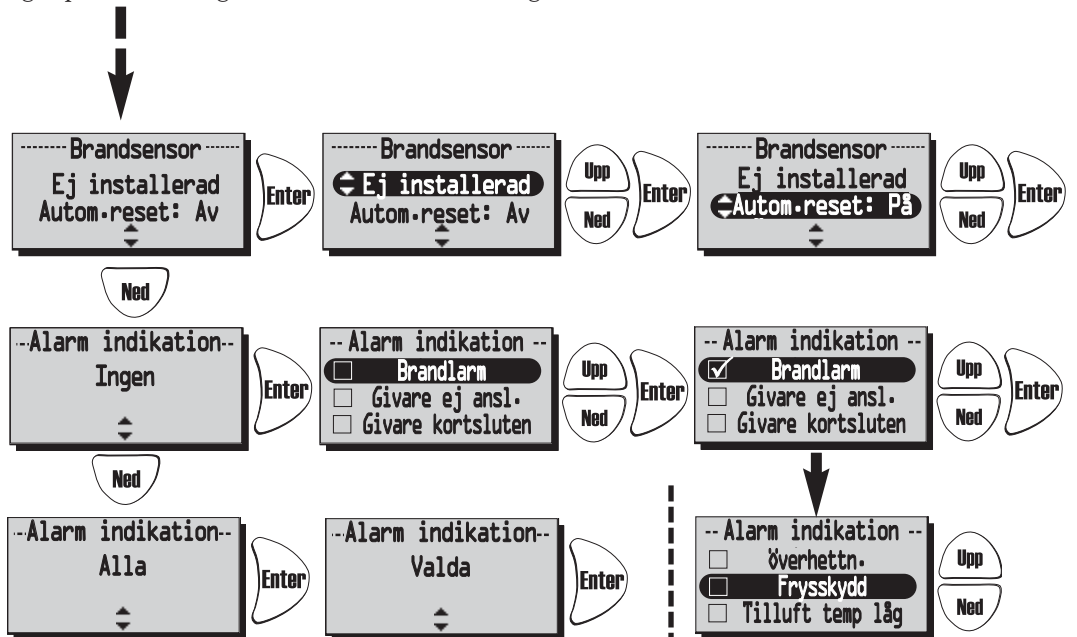 Brandsensor
Ej installerad
Autom.reset: Av
Enter
Brandsensor
Ej installerad
Autom.reset: Av
Upp
Ned
Enter
Brandsensor
Ej installerad
Autom.reset: På
Upp
Ned
Enter
Ned
Alarm indikation
Ingen
Enter
-- Alarm indikation --
Brandlarm
Givare ej ansl.
Givare kortsluten
Upp
Ned
Enter
-- Alarm indikation --
Brandlarm
Givare ej ansl.
Givare kortsluten
Upp
Ned
Enter
Ned
Alarm indikation
Alla
Enter
Alarm indikation
Valda
Enter
-- Alarm indikation --
Överhettn.
Frysskydd
Tilluft temp låg
Upp
Ned